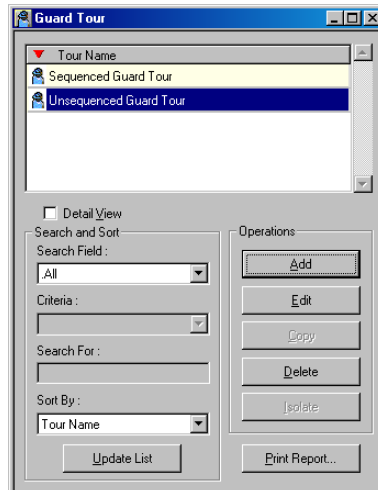 Guard Tour
Tour Name
Sequenced Guard Tour
Unsequenced Guard Tour
Detail View
Search and Sort
Search Field :
.All
Criteria :
Search For :
Sort By :
Tour Name
Update List
Operations
Add
Edit
Copy
Delete
Isolate
Print Report...